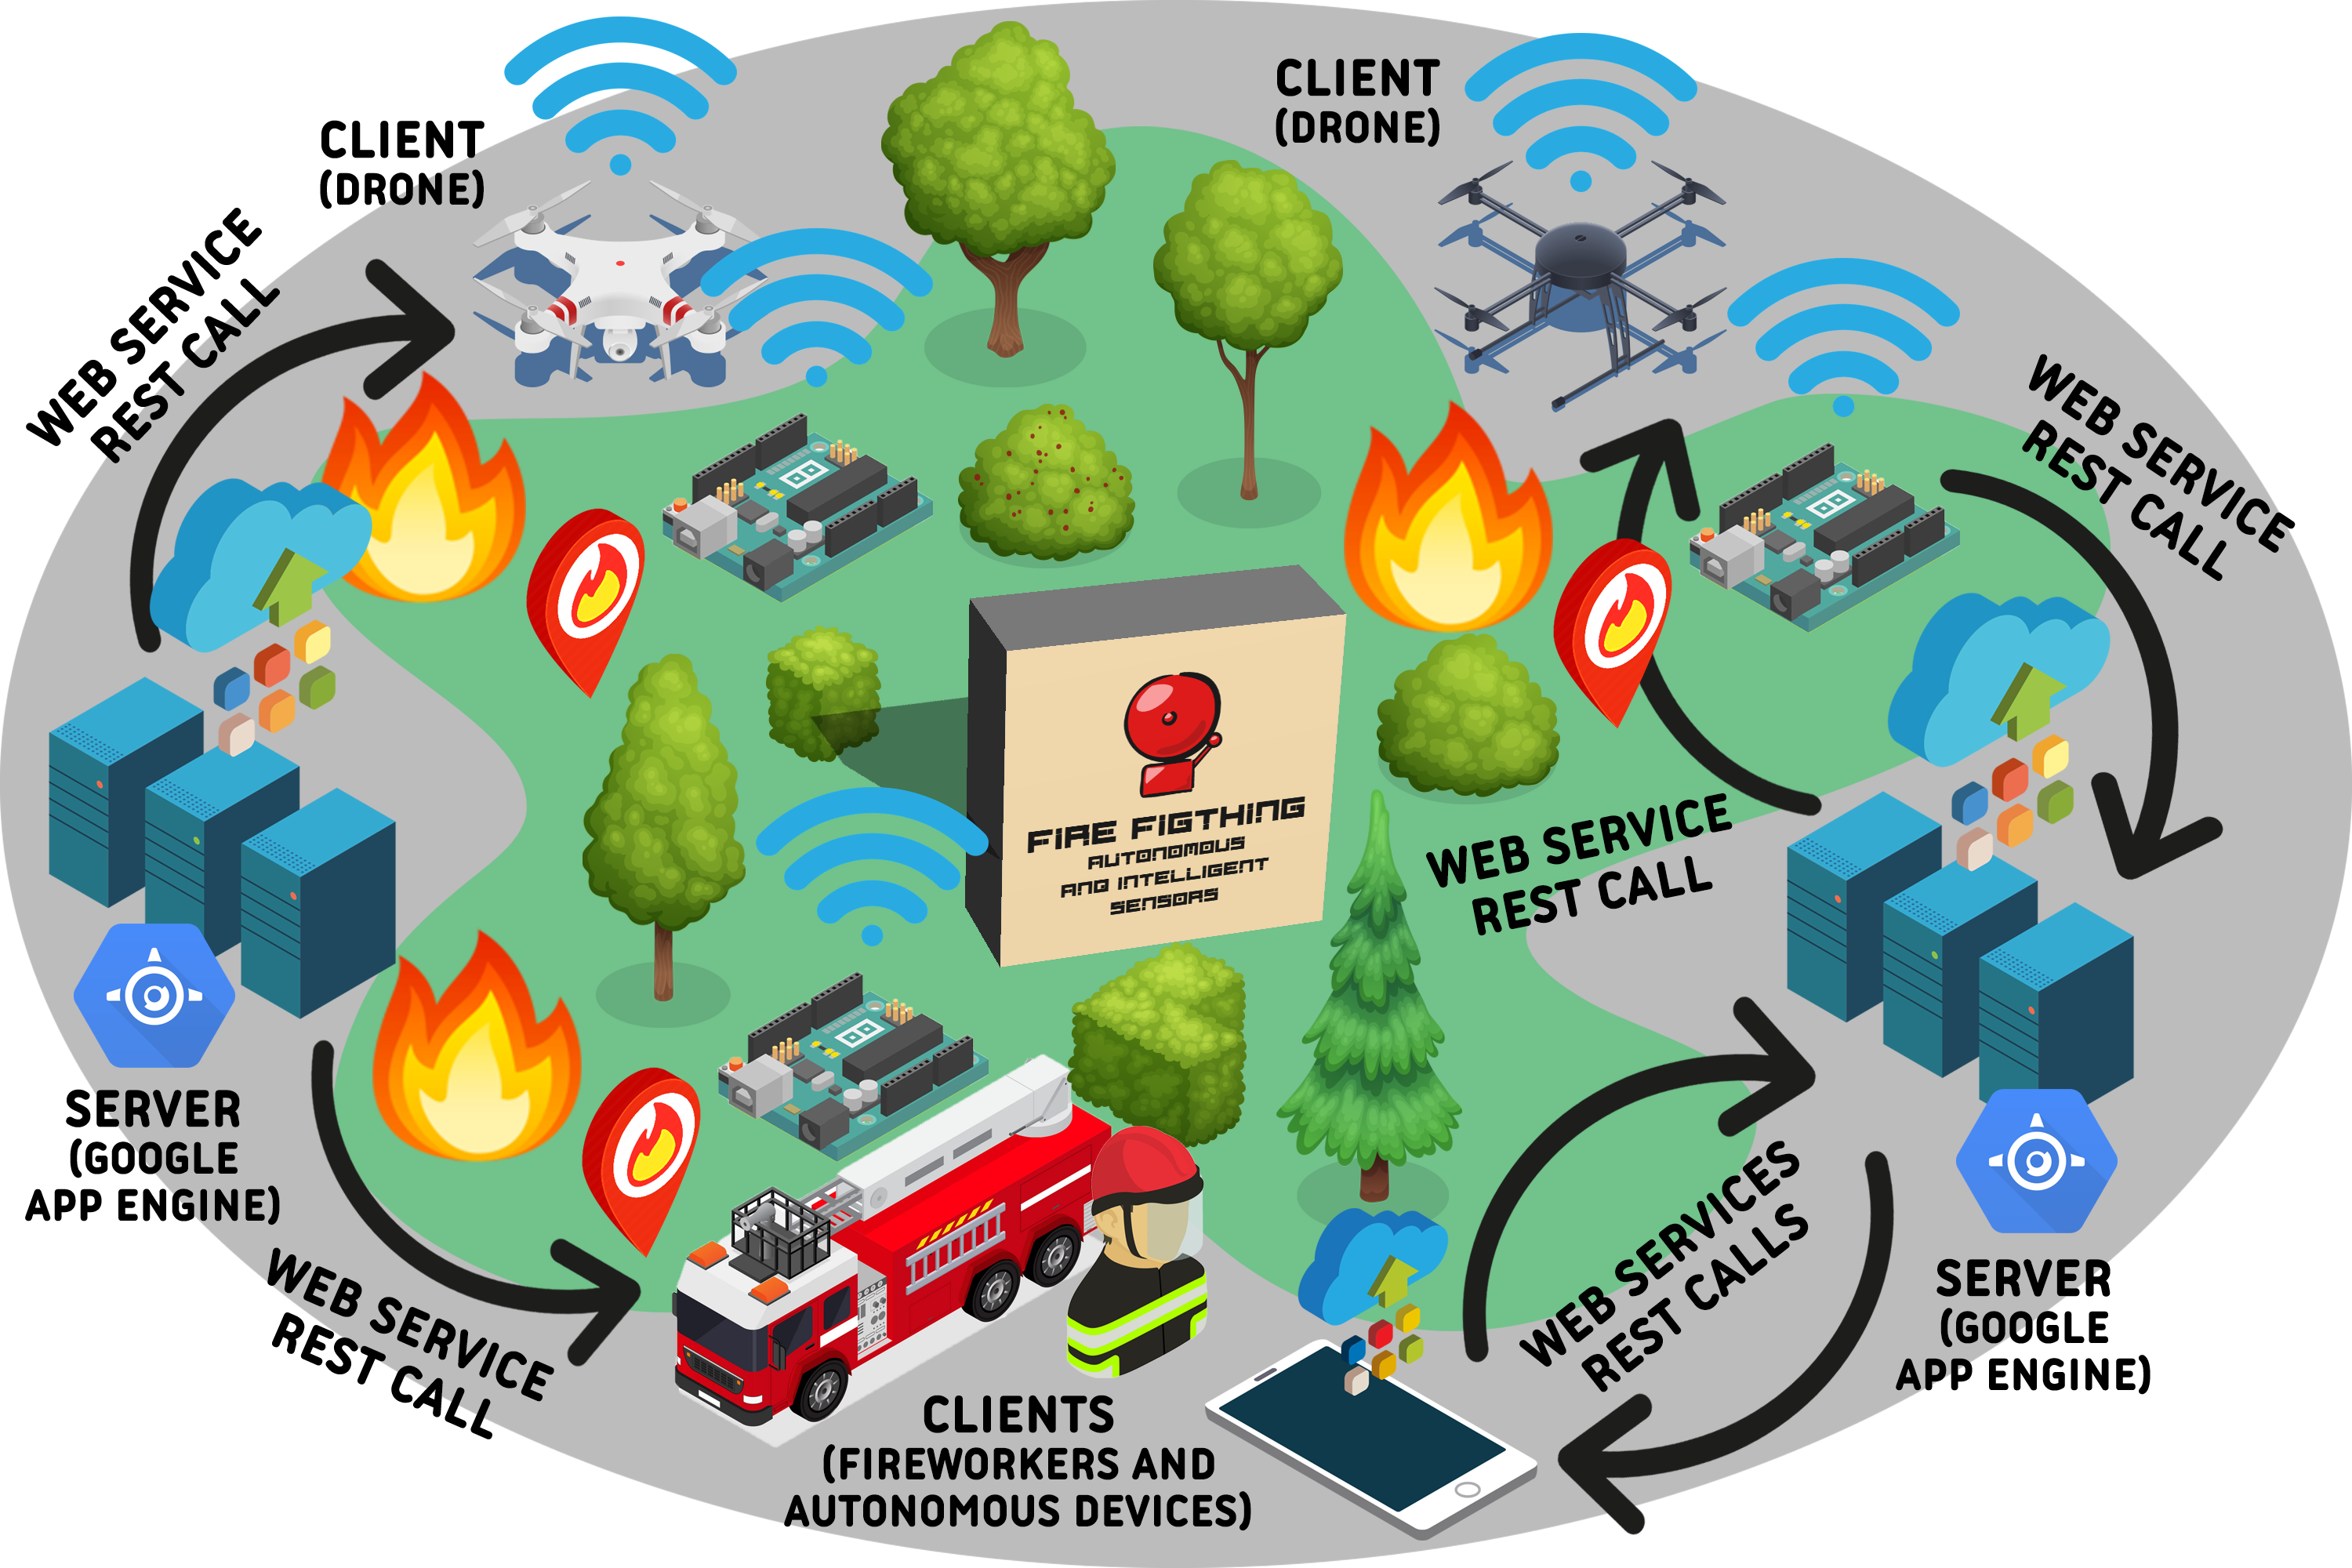 CLIENT
(DRONE)
CLIENT
(DRONE)
WEB SERVICE
REST CALL
WEB SERVICE
REST CALL
FIRE FIGTHING
AUTONOMOUS
AND INTELLIGENT
SENSORS
WEB SERVICE
REST CALL
SERVER
(GOOGLE
APP ENGINE)
WEB SERVICE
REST CALL
WEB SERVICES
REST CALLS
SERVER
(GOOGLE
APP ENGINE)
CLIENTS
(FIREWORKERS AND
AUTONOMOUS DEVICES)